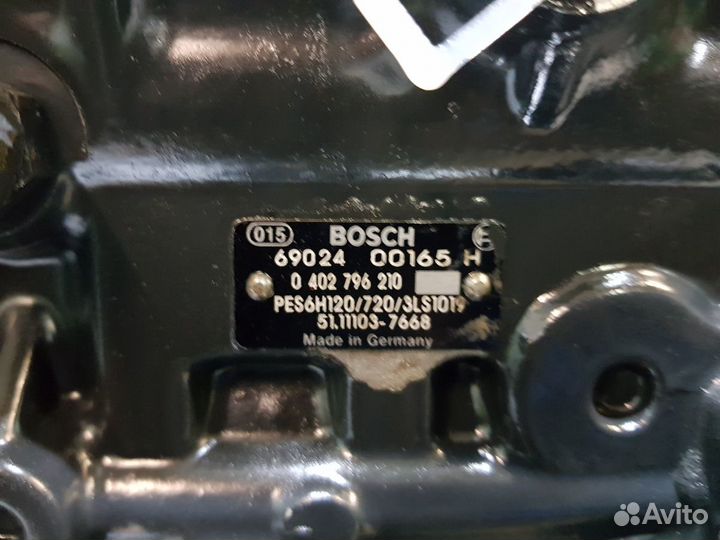 015 BOSCH E
69024 00165 H
0 402 796 210
PES6H120/720/3LS1019
51.11103-7668
Made in Germany
Avito